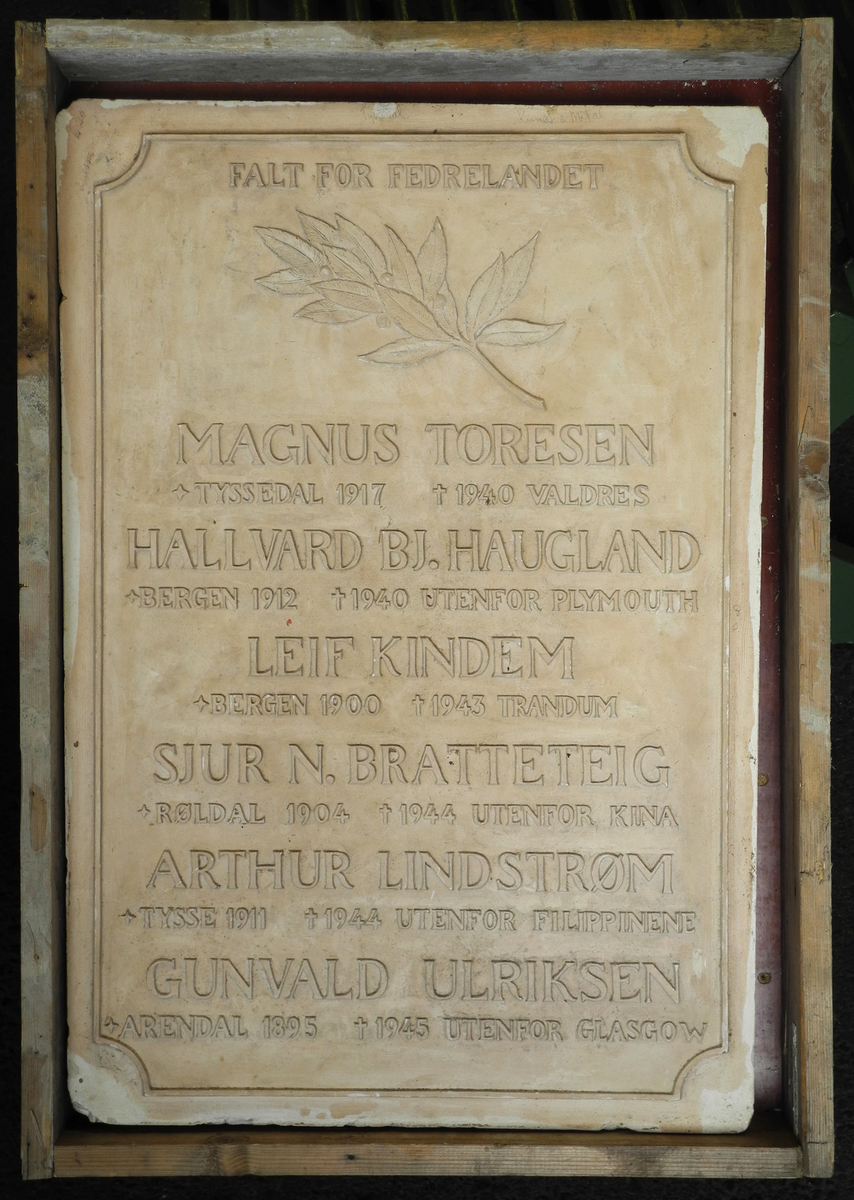 FALT FOR FEDRELANDET
MAGNUS TORESEN
✧TYSSEDAL 1917 †1940 VALDRES
HALLVARD BJ. HAUGLAND
✧BERGEN 1912 †1940 UTENFOR PLYMOUTH
LEIF KINDEM
✧BERGEN 1900 †1943 TRANDUM
SJUR N. BRATTETEIG
✧RØLDAL 1904 †1944 UTENFOR KINA
ARTHUR LINDSTRØM
✧TYSSE 1911 †1944 UTENFOR FILIPPINENE
GUNVALD ULRIKSEN
✧ARENDAL 1895 †1945 UTENFOR GLASGOW